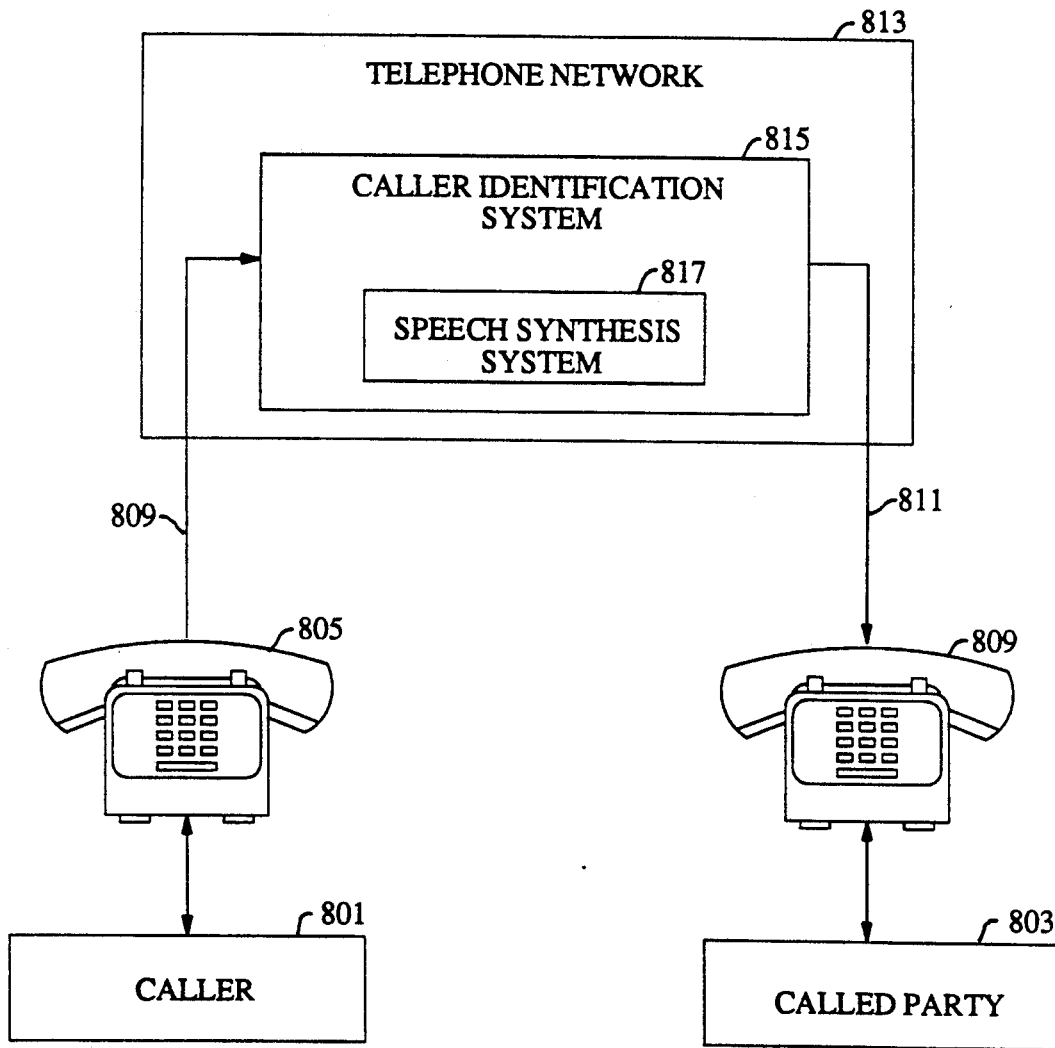 813
TELEPHONE NETWORK
815
CALLER IDENTIFICATION
SYSTEM
817
SPEECH SYNTHESIS
SYSTEM
809
811
805
809
801
803
CALLER
CALLED PARTY